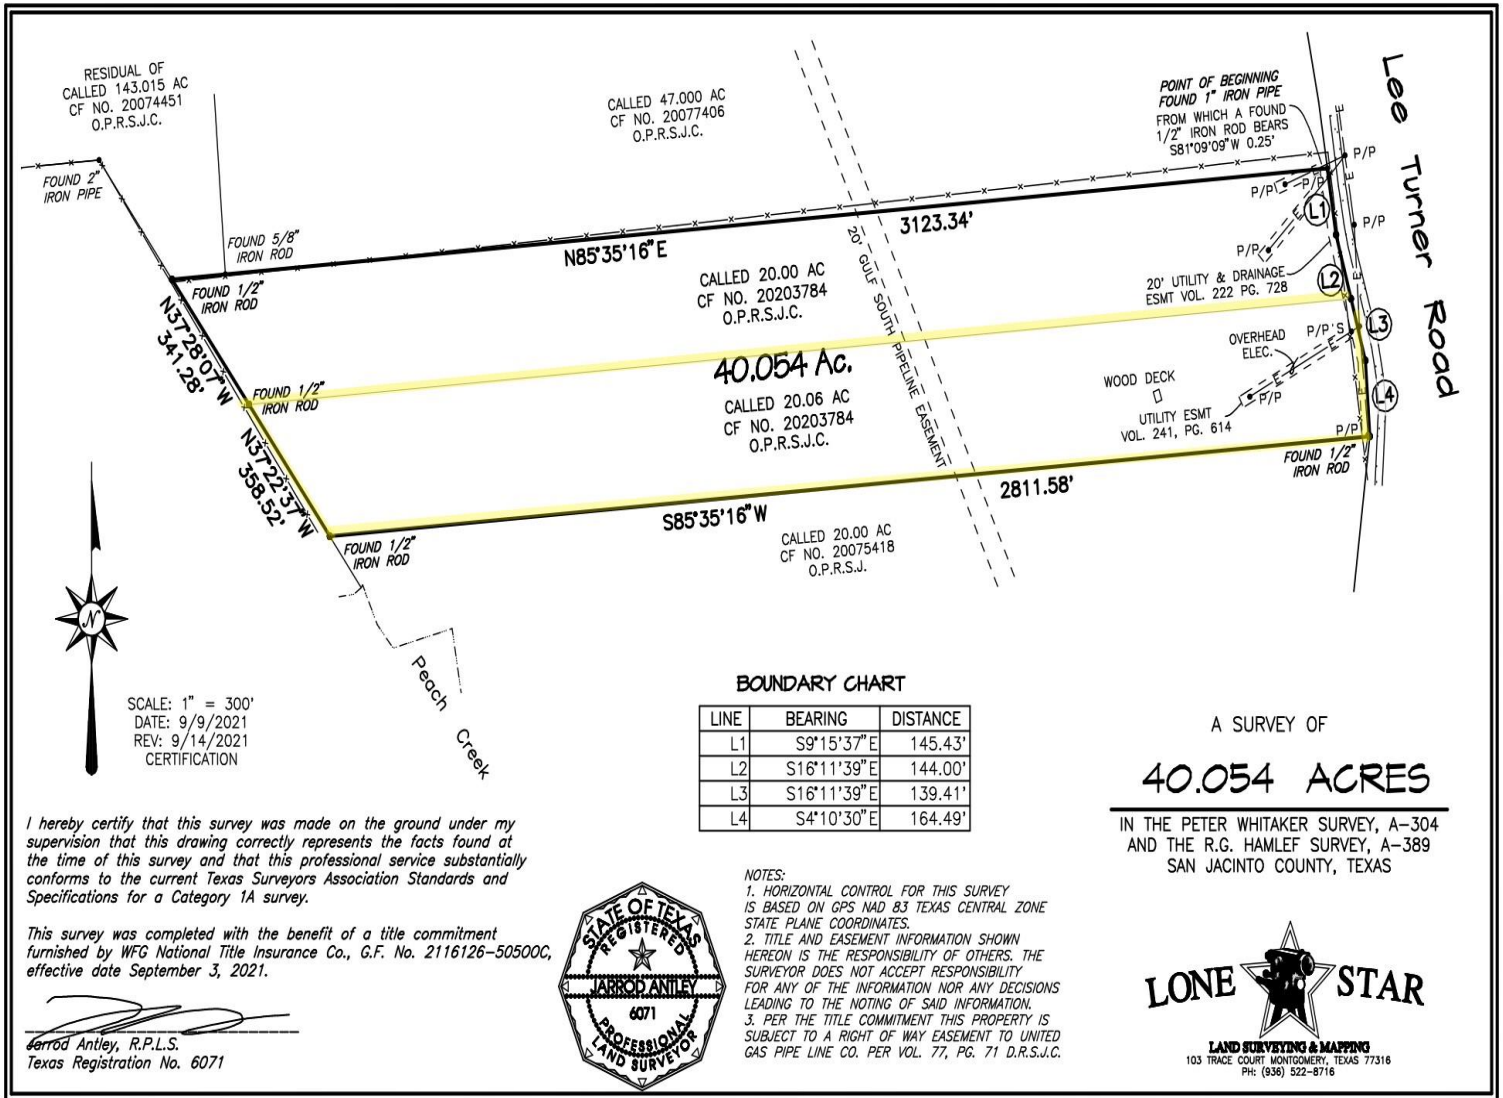 RESIDUAL OF
CALLED 143.015 AC
CF NO. 20074451
O.P.R.S.J.C.
CALLED 47.000 AC
CF NO. 20077406
O.P.R.S.J.C.
POINT OF BEGINNING
FOUND 1" IRON PIPE
FROM WHICH A FOUND
1/2" IRON ROD BEARS
S81°09'09"W 0.25'
Lee Turner Road
FOUND 2"
IRON PIPE
FOUND 5/8"
IRON ROD
FOUND 1/2"
IRON ROD
N85°35'16"E
3123.34'
P/P
P/P
P/P
P/P
P/P
E
E
E
E
L1
L2
L3
L4
20' UTILITY & DRAINAGE
ESMT VOL. 222 PG. 728
CALLED 20.00 AC
CF NO. 20203784
O.P.R.S.J.C.
20' GULF SOUTH PIPELINE EASEMENT
N37°28'07"W
341.28'
40.054 Ac.
FOUND 1/2"
IRON ROD
CALLED 20.06 AC
CF NO. 20203784
O.P.R.S.J.C.
OVERHEAD
ELEC.
P/P'S
WOOD DECK
P/P
UTILITY ESMT
VOL. 241, PG. 614
P/P
FOUND 1/2"
IRON ROD
N37°22'37"W
358.52'
2811.58'
S85°35'16"W
FOUND 1/2"
IRON ROD
CALLED 20.00 AC
CF NO. 20075418
O.P.R.S.J.
Peach Creek
N
SCALE: 1" = 300'
DATE: 9/9/2021
REV: 9/14/2021
CERTIFICATION
BOUNDARY CHART
LINE BEARING DISTANCE
L1 S9°15'37"E 145.43'
L2 S16°11'39"E 144.00'
L3 S16°11'39"E 139.41'
L4 S4°10'30"E 164.49'
A SURVEY OF
40.054 ACRES
IN THE PETER WHITAKER SURVEY, A-304
AND THE R.G. HAMLEF SURVEY, A-389
SAN JACINTO COUNTY, TEXAS
I hereby certify that this survey was made on the ground under my
supervision that this drawing correctly represents the facts found at
the time of this survey and that this professional service substantially
conforms to the current Texas Surveyors Association Standards and
Specifications for a Category 1A survey.
This survey was completed with the benefit of a title commitment
furnished by WFG National Title Insurance Co., G.F. No. 2116126-50500C,
effective date September 3, 2021.
Jarrod Antley, R.P.L.S.
Texas Registration No. 6071
STATE OF TEXAS
REGISTERED
JARROD ANTLEY
6071
PROFESSIONAL
LAND SURVEYOR
NOTES:
1. HORIZONTAL CONTROL FOR THIS SURVEY
IS BASED ON GPS NAD 83 TEXAS CENTRAL ZONE
STATE PLANE COORDINATES.
2. TITLE AND EASEMENT INFORMATION SHOWN
HEREON IS THE RESPONSIBILITY OF OTHERS. THE
SURVEYOR DOES NOT ACCEPT RESPONSIBILITY
FOR ANY OF THE INFORMATION NOR ANY DECISIONS
LEADING TO THE NOTING OF SAID INFORMATION.
3. PER THE TITLE COMMITMENT THIS PROPERTY IS
SUBJECT TO A RIGHT OF WAY EASEMENT TO UNITED
GAS PIPE LINE CO. PER VOL. 77, PG. 71 D.R.S.J.C.
LONE STAR
LAND SURVEYING & MAPPING
103 TRACE COURT MONTGOMERY, TEXAS 77316
PH: (936) 522-8716